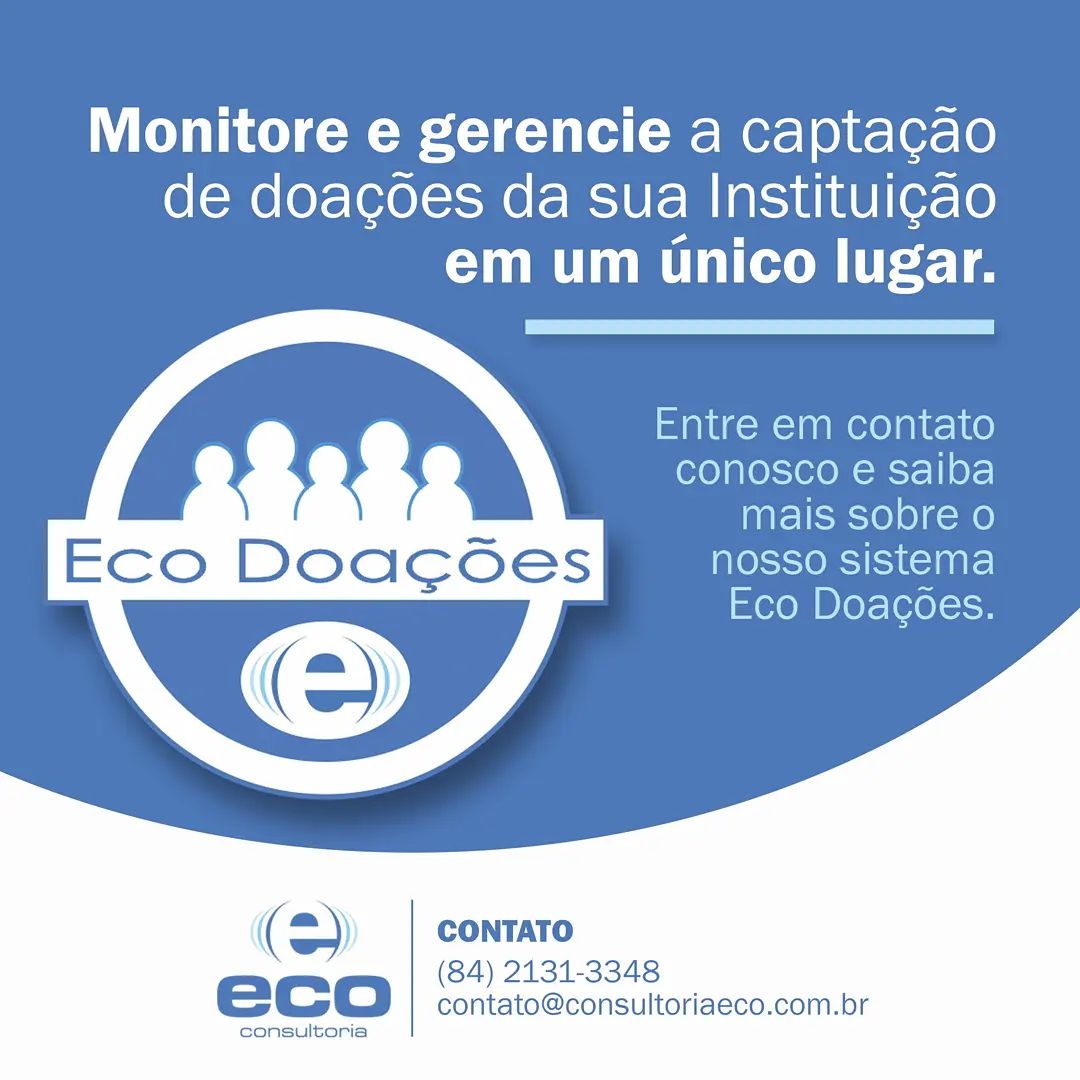 Monitore e gerencie a captação
de doações da sua Instituição
em um único lugar.
Eco Doações
e
Entre em contato
conosco e saiba
mais sobre o
nosso sistema
Eco Doações.
e
eco
consultoria
CONTATO
(84) 2131-3348
contato@consultoriaeco.com.br